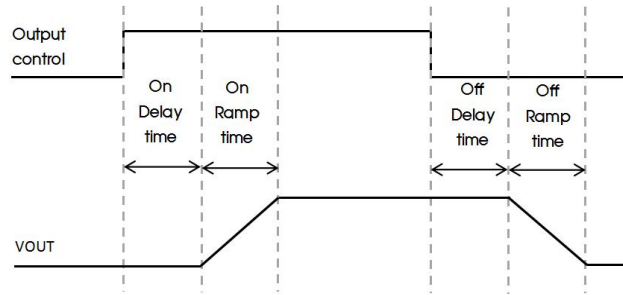 Output
control
On
Delay
time
On
Ramp
time
Off
Delay
time
Off
Ramp
time
VOUT